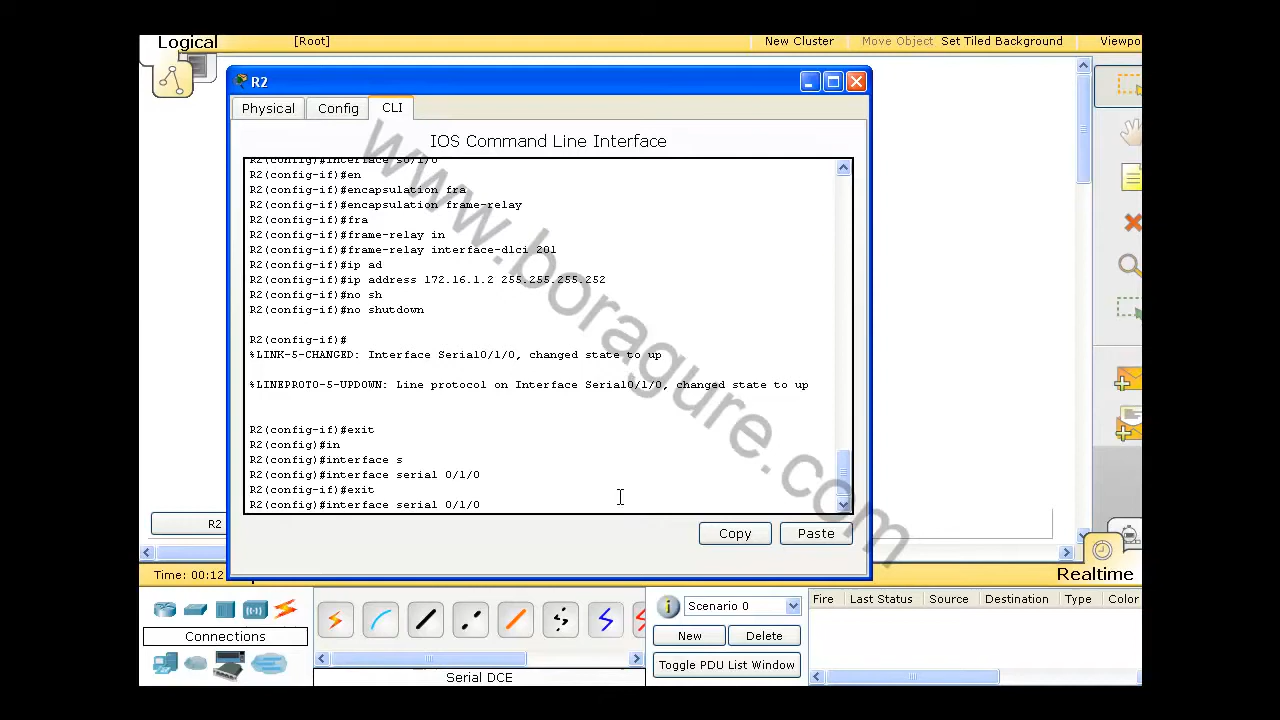 Logical
[Root]
New Cluster
Move Object
Set Tiled Background
Viewpo
R2
Physical
Config
CLI
IOS Command Line Interface
R2(config)#interface s0/1/0
R2(config-if)#en
R2(config-if)#encapsulation fra
R2(config-if)#encapsulation frame-relay
R2(config-if)#fra
R2(config-if)#frame-relay in
R2(config-if)#frame-relay interface-dlci 201
R2(config-if)#ip ad
R2(config-if)#ip address 172.16.1.2 255.255.255.252
R2(config-if)#no sh
R2(config-if)#no shutdown
R2(config-if)#
%LINK-5-CHANGED: Interface Serial0/1/0, changed state to up
%LINEPROTO-5-UPDOWN: Line protocol on Interface Serial0/1/0, changed state to up
R2(config-if)#exit
R2(config)#in
R2(config)#interface s
R2(config)#interface serial 0/1/0
R2(config-if)#exit
R2(config)#interface serial 0/1/0
Copy
Paste
www.boragure.com
R2
Time: 00:12
Realtime
Connections
Serial DCE
Scenario 0
New
Delete
Toggle PDU List Window
Fire
Last Status
Source
Destination
Type
Color